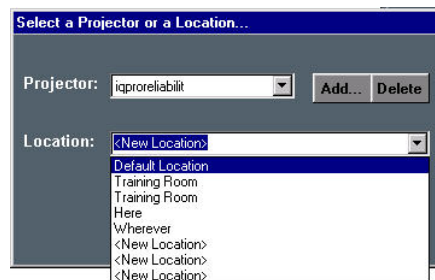 Select a Projector or a Location...
Projector: iqproreliabilit Add... Delete
Location: <New Location>
Default Location
Training Room
Training Room
Here
Wherever
<New Location>
<New Location>
<New Location>